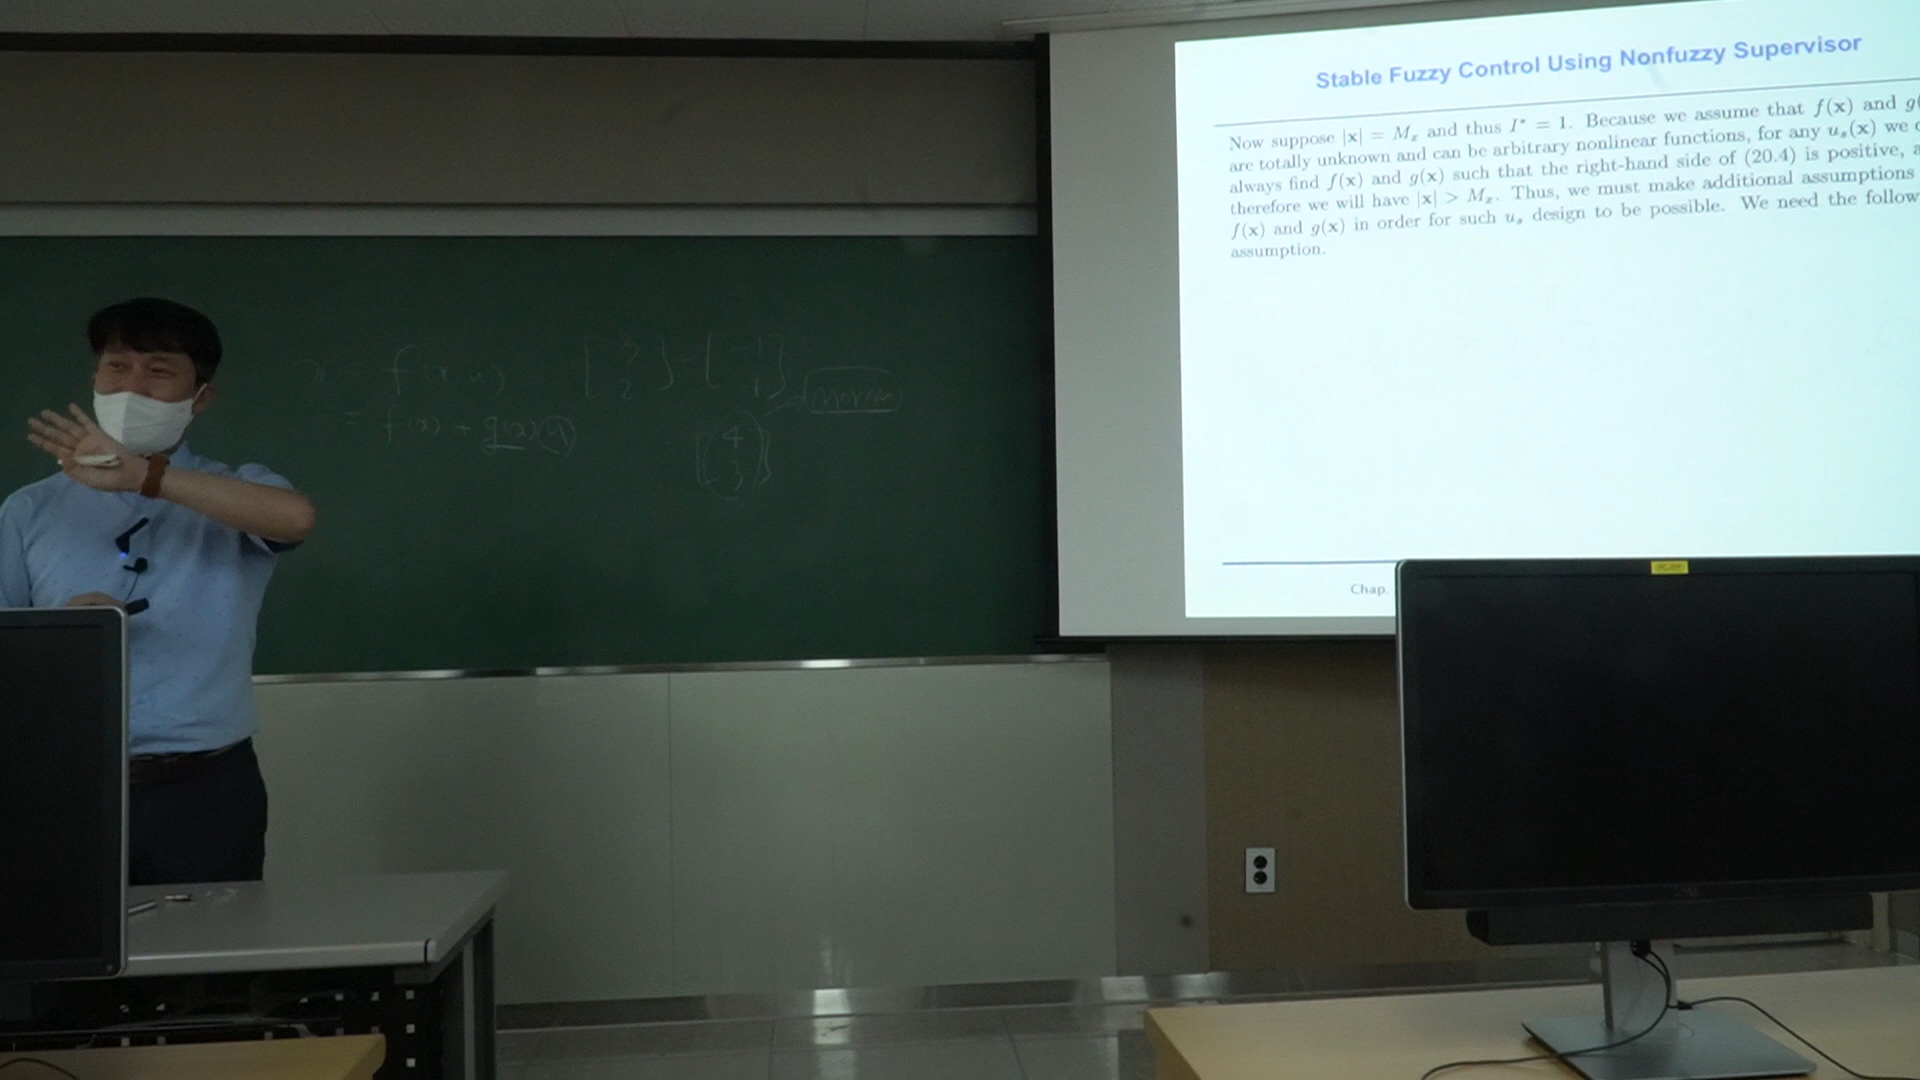 Stable Fuzzy Control Using Nonfuzzy Supervisor
Now suppose |x| = Mₓ and thus I* = 1. Because we assume that f(x) and g(
are totally unknown and can be arbitrary nonlinear functions, for any uₛ(x) we
always find f(x) and g(x) such that the right-hand side of (20.4) is positive,
therefore we will have |x| > Mₓ. Thus, we must make additional assumptions
f(x) and g(x) in order for such uₛ design to be possible. We need the follow
assumption.
Chap.
= f(x, u)
= f(x) + g(x) u
norm
4
3